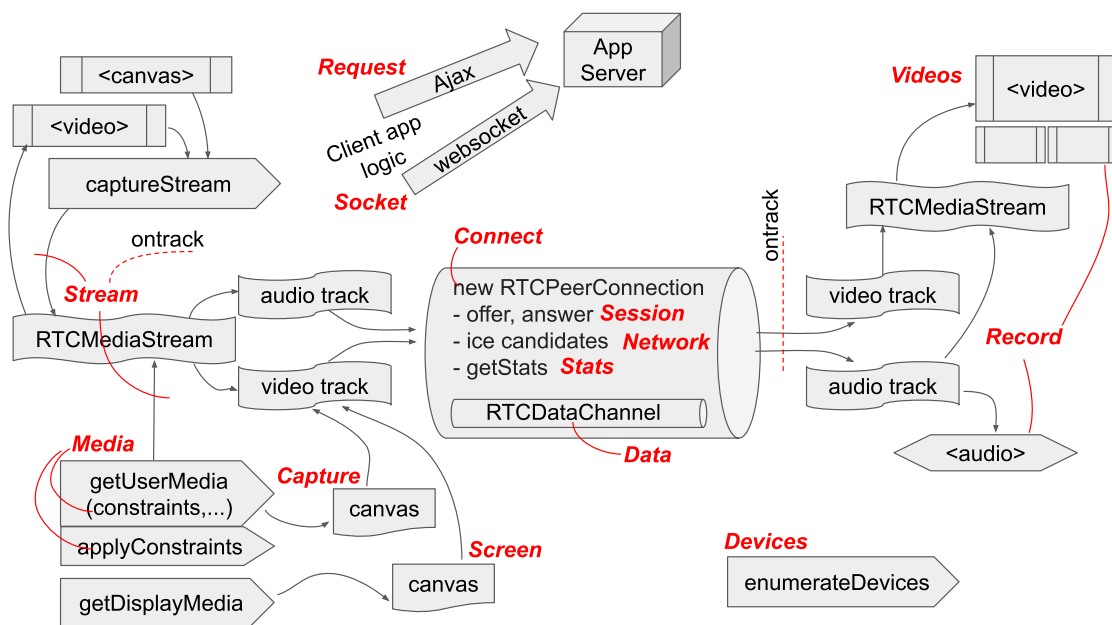 <canvas>
<video>
captureStream
ontrack
Stream
RTCMediaStream
audio track
video track
Media
getUserMedia
(constraints,...)
applyConstraints
getDisplayMedia
Capture
canvas
Screen
canvas
Request
Ajax
Client app
logic
websocket
Socket
App
Server
Connect
new RTCPeerConnection
- offer, answer Session
- ice candidates Network
- getStats Stats
RTCDataChannel
Data
ontrack
Videos
<video>
RTCMediaStream
video track
audio track
Record
<audio>
Devices
enumerateDevices